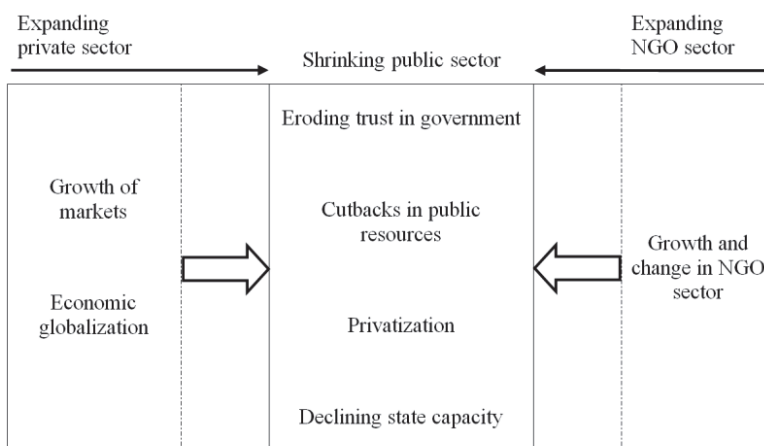 Expanding
private sector
Shrinking public sector
Expanding
NGO sector
Growth of
markets
Economic
globalization
Eroding trust in government
Cutbacks in public
resources
Privatization
Declining state capacity
Growth and
change in NGO
sector